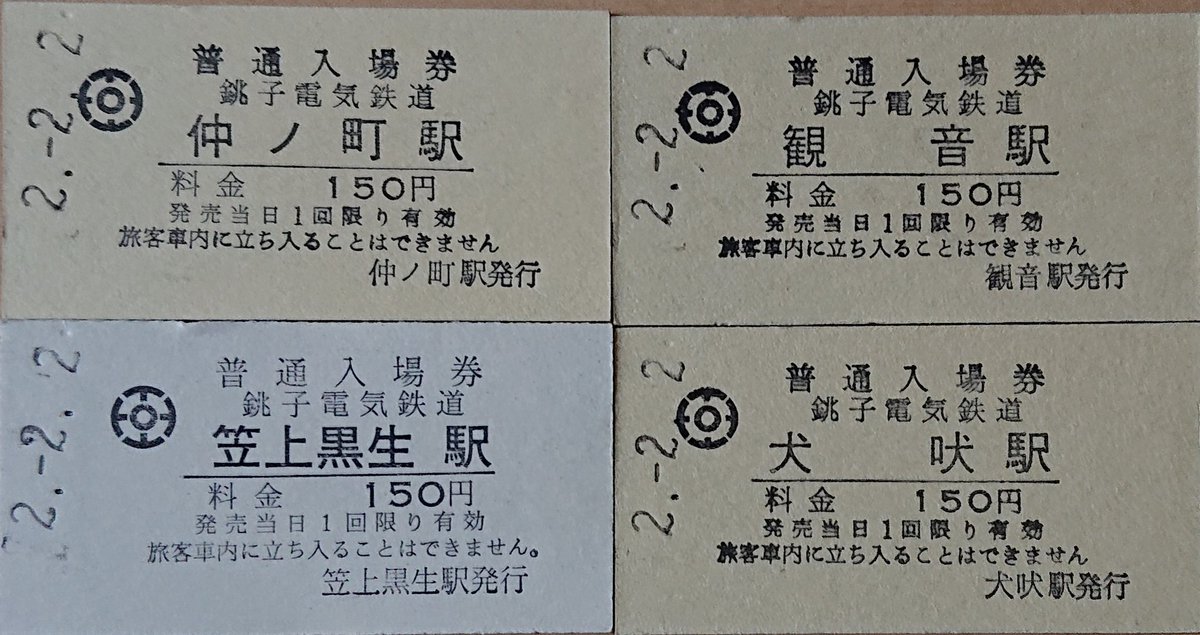 2.-2.2
普通入場券
銚子電気鉄道
仲ノ町駅
料金 150円
発売当日1回限り有効
旅客車内に立ち入ることはできません
仲ノ町駅発行
2.-2.2
普通入場券
銚子電気鉄道
観音駅
料金 150円
発売当日1回限り有効
旅客車内に立ち入ることはできません
観音駅発行
2.-2.2
普通入場券
銚子電気鉄道
笠上黒生駅
料金 150円
発売当日1回限り有効
旅客車内に立ち入ることはできません。
笠上黒生駅発行
2.-2.2
普通入場券
銚子電気鉄道
犬吠駅
料金 150円
発売当日1回限り有効
旅客車内に立ち入ることはできません
犬吠駅発行